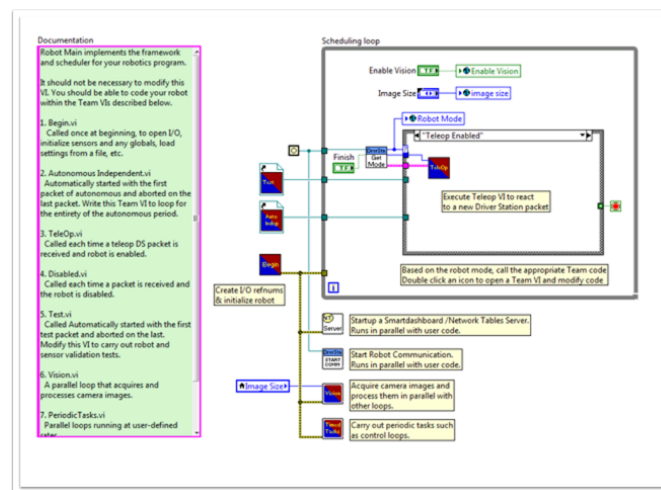 Documentation
Robot Main implements the framework
and scheduler for your robotics program.
It should not be necessary to modify this
VI. You should be able to code your robot
within the Team VIs described below.
1. Begin.vi
Called once at beginning, to open I/O,
initialize sensors and any globals, load
settings from a file, etc.
2. Autonomous Independent.vi
Automatically started with the first
packet of autonomous and aborted on the
last packet. Write this Team VI to loop for
the entirety of the autonomous period.
3. TeleOp.vi
Called each time a teleop DS packet is
received and robot is enabled.
4. Disabled.vi
Called each time a packet is received and
the robot is disabled.
5. Test.vi
Called Automatically started with the first
test packet and aborted on the last.
Modify this VI to carry out robot and
sensor validation tests.
6. Vision.vi
A parallel loop that acquires and
processes camera images.
7. PeriodicTasks.vi
Parallel loops running at user-defined
rates
Scheduling loop
Enable Vision
TF
Enable Vision
Image Size
image size
Robot Mode
"Teleop Enabled"
Finish
TF
Get
Mode
TeleOp
Execute Teleop VI to react
to a new Driver Station packet
Test
Auto
Indep
Begin
Based on the robot mode, call the appropriate Team code
Double click an icon to open a Team VI and modify code
i
Create I/O refnums
& initialize robot
Server
Startup a Smartdashboard /Network Tables Server.
Runs in parallel with user code.
START
COMM
Start Robot Communication.
Runs in parallel with user code.
Image Size
Vision
Acquire camera images and
process them in parallel with
other loops.
Timed
Tasks
Carry out periodic tasks such
as control loops.